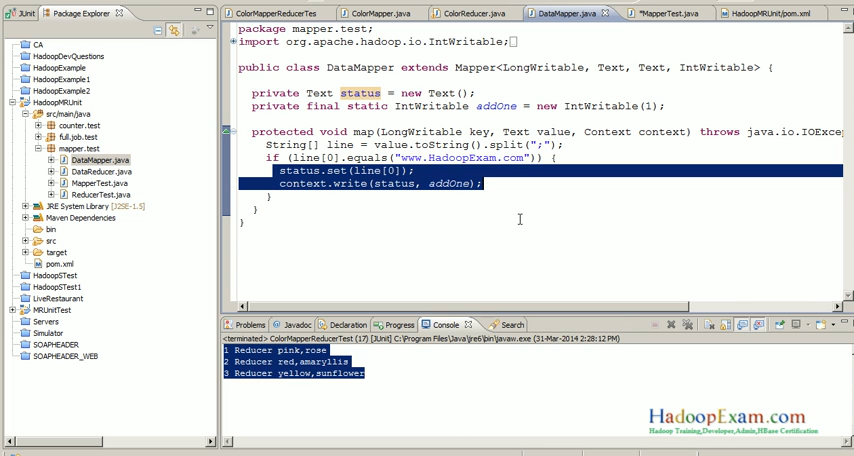 JUnit
Package Explorer
CA
HadoopDevQuestions
HadoopExample
HadoopExample1
HadoopExample2
HadoopMRUnit
src/main/java
counter.test
full.job.test
mapper.test
DataMapper.java
DataReducer.java
MapperTest.java
ReducerTest.java
JRE System Library [J2SE-1.5]
Maven Dependencies
bin
src
target
pom.xml
HadoopSTest
HadoopSTest1
LiveRestaurant
MRUnitTest
Servers
Simulator
SOAPHEADER
SOAPHEADER_WEB
ColorMapperReducerTes
ColorMapper.java
ColorReducer.java
DataMapper.java
*MapperTest.java
HadoopMRUnit/pom.xml
package mapper.test;
import org.apache.hadoop.io.IntWritable;
public class DataMapper extends Mapper<LongWritable, Text, Text, IntWritable> {
private Text status = new Text();
private final static IntWritable addOne = new IntWritable(1);
protected void map(LongWritable key, Text value, Context context) throws java.io.IOExcep
String[] line = value.toString().split(";");
if (line[0].equals("www.HadoopExam.com")) {
status.set(line[0]);
context.write(status, addOne);
}
}
}
Problems
Javadoc
Declaration
Progress
Console
Search
<terminated> ColorMapperReducerTest (17) [JUnit] C:\Program Files\Java\jre6\bin\javaw.exe (31-Mar-2014 2:28:12 PM)
1 Reducer pink,rose
2 Reducer red,amaryllis
3 Reducer yellow,sunflower
HadoopExam.com
Hadoop Training,Developer,Admin,HBase Certification